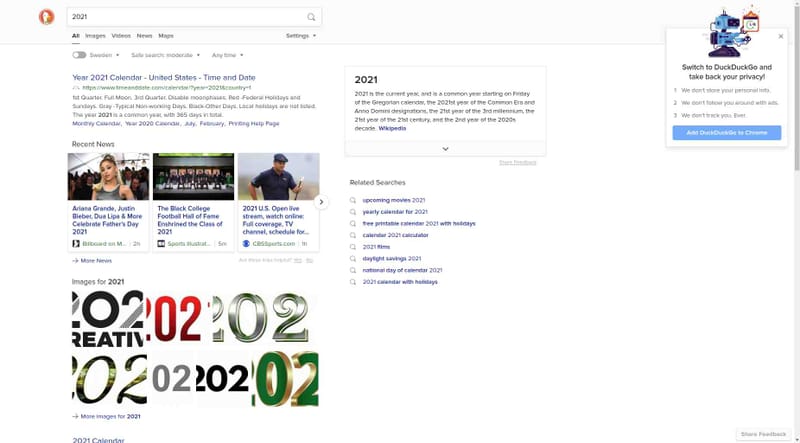 2021
All Images Videos News Maps Settings
Sweden Safe search: moderate Any time
Year 2021 Calendar - United States - Time and Date
https://www.timeanddate.com/calendar/?year=2021&country=1
1st Quarter. Full Moon. 3rd Quarter. Disable moonphases. Red -Federal Holidays and
Sundays. Gray -Typical Non-working Days. Black-Other Days. Local holidays are not listed.
The year 2021 is a common year, with 365 days in total.
Monthly Calendar, Year 2020 Calendar, July, February, Printing Help Page
Recent News
Ariana Grande, Justin
Bieber, Dua Lipa & More
Celebrate Father's Day
2021
Billboard on M... 2h
The Black College
Football Hall of Fame
Enshrined the Class of
2021
Sports Illustrat... 5m
2021 U.S. Open live
stream, watch online:
Full coverage, TV
channel, schedule for...
CBSSports.com 1h
More News
Are these links helpful? Yes No
Images for 2021
202
REATIV
202
202
202
02
202
202
More Images for 2021
2021 Calendar
2021
2021 is the current year, and is a common year starting on Friday
of the Gregorian calendar, the 2021st year of the Common Era and
Anno Domini designations, the 21st year of the 3rd millennium, the
21st year of the 21st century, and the 2nd year of the 2020s
decade. Wikipedia
Share Feedback
Related Searches
upcoming movies 2021
yearly calendar for 2021
free printable calendar 2021 with holidays
calendar 2021 calculator
2021 films
daylight savings 2021
national day of calendar 2021
2021 calendar with holidays
Switch to DuckDuckGo and
take back your privacy!
1 We don't store your personal info.
2 We don't follow you around with ads.
3 We don't track you. Ever.
Add DuckDuckGo to Chrome
Share Feedback